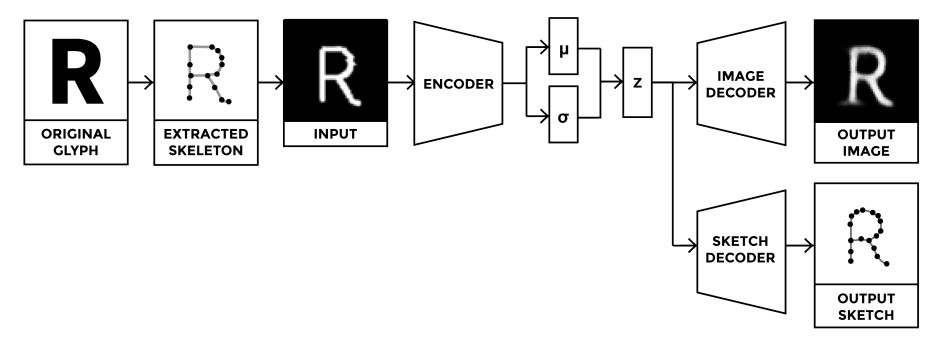 R
ORIGINAL
GLYPH
R
EXTRACTED
SKELETON
R
INPUT
ENCODER
μ
σ
z
IMAGE
DECODER
R
OUTPUT
IMAGE
SKETCH
DECODER
R
OUTPUT
SKETCH